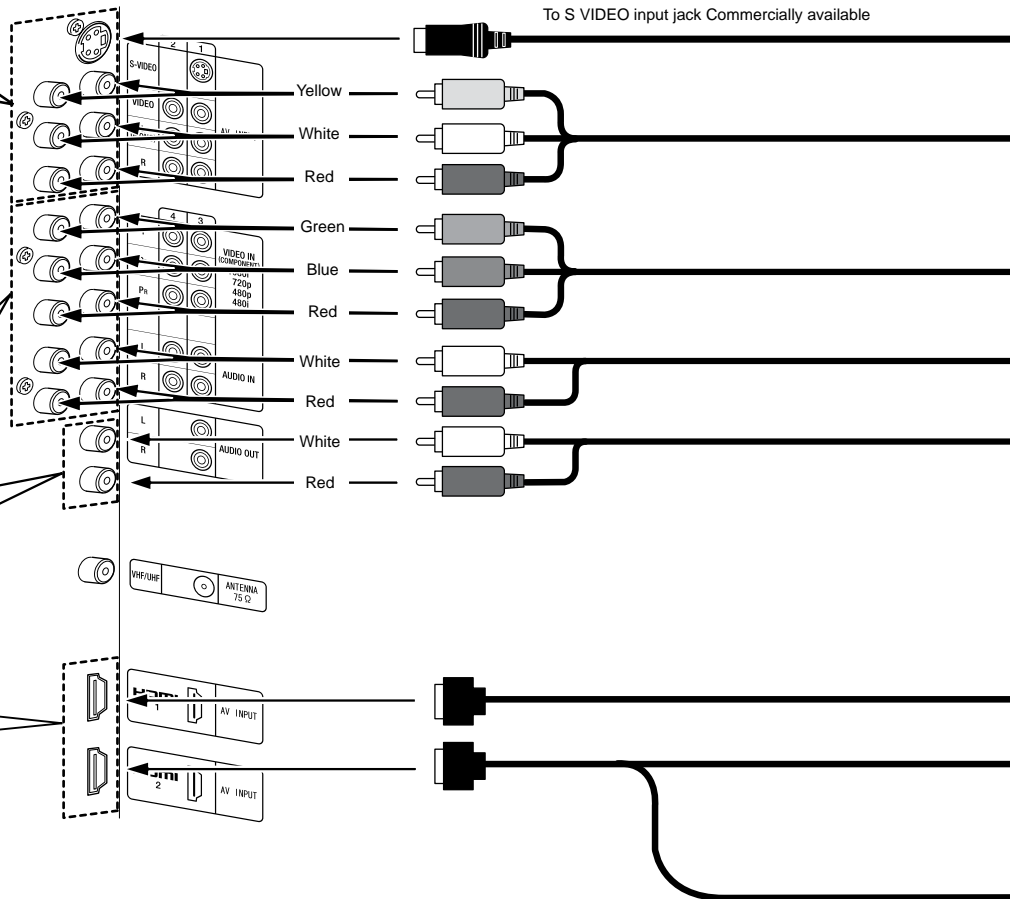 To S VIDEO input jack Commercially available
2 1
S-VIDEO
Yellow
VIDEO
White
R
Red
4 3
Green
VIDEO IN
(COMPONENT)
Blue
720p
480p
480i
PR
Red
White
L
R
AUDIO IN
Red
L
R
AUDIO OUT
White
Red
VHF/UHF
ANTENNA
75 Ω
1
AV INPUT
2
AV INPUT